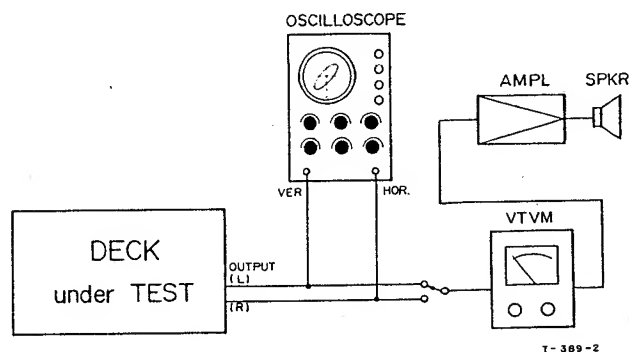 OSCILLOSCOPE
AMPL
SPKR
VER
HOR.
VTVM
DECK
under TEST
OUTPUT
(L)
(R)
T-389-2